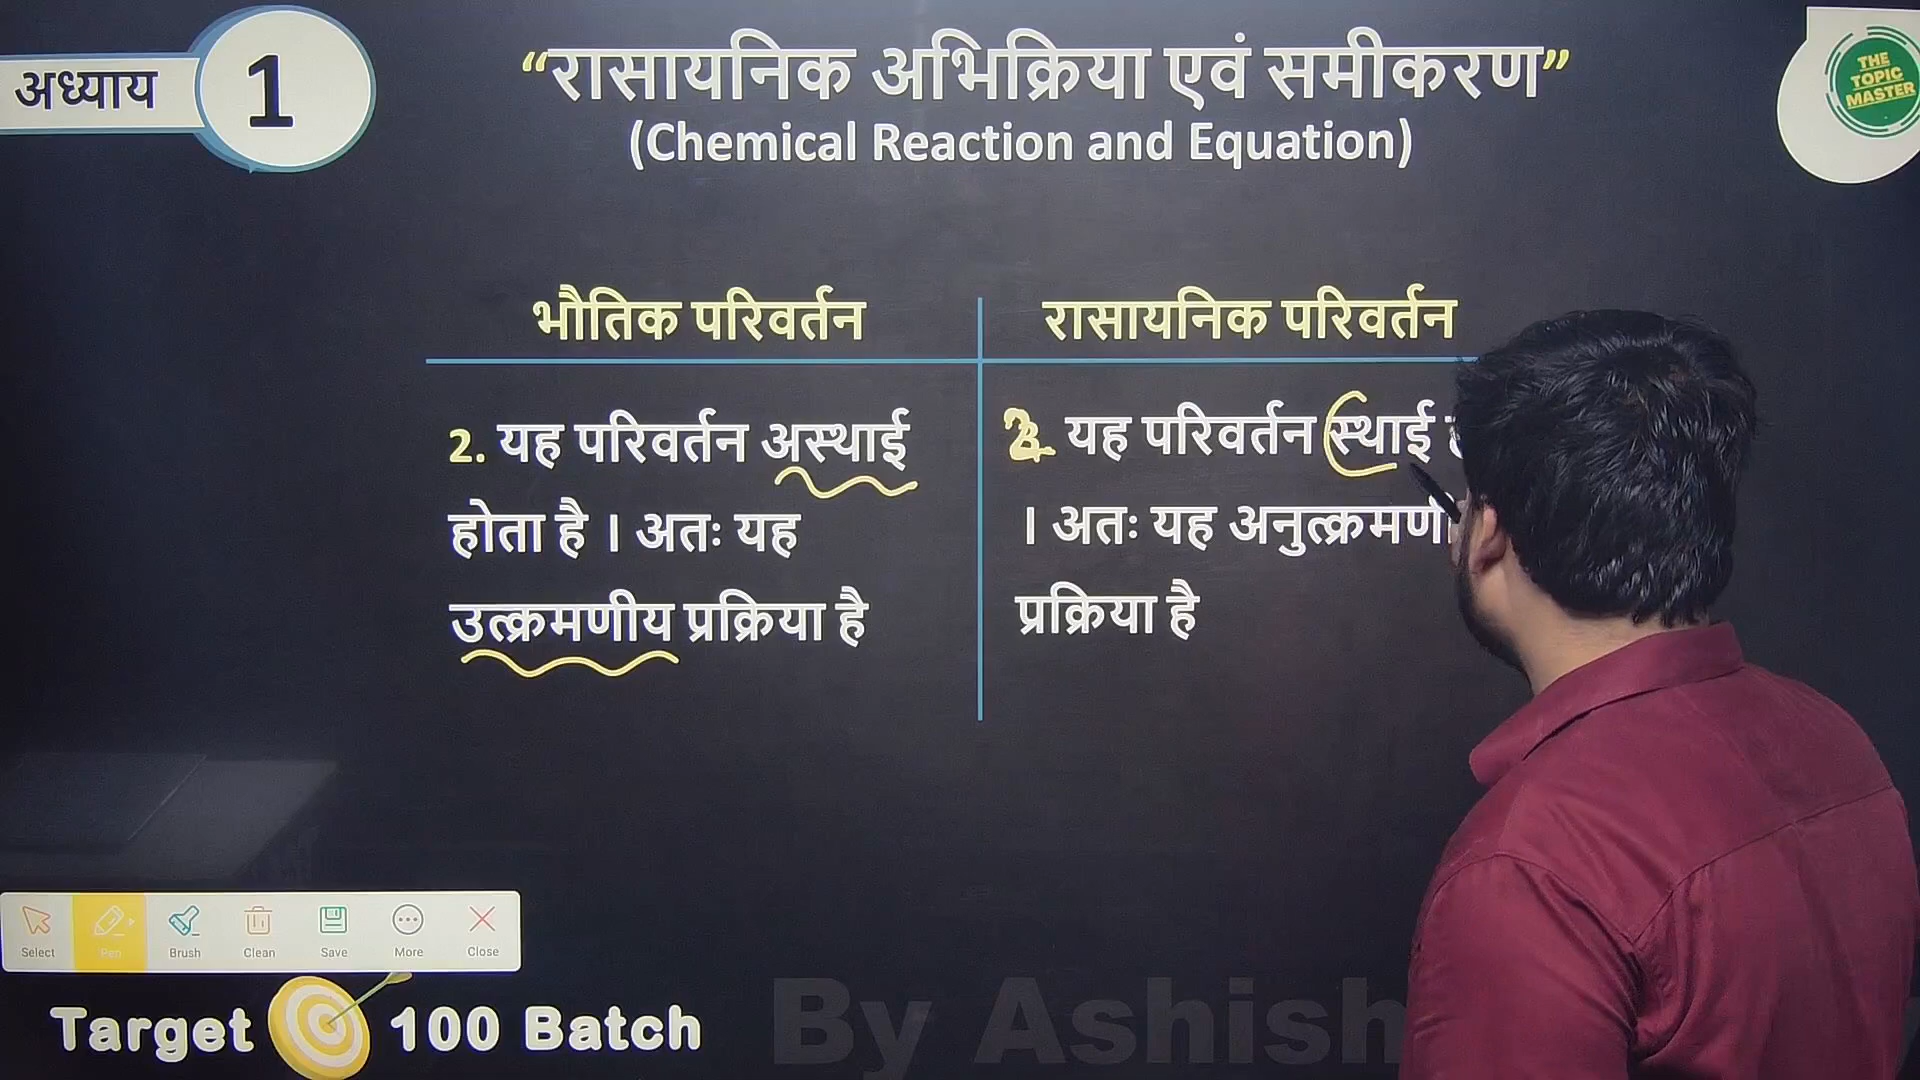 अध्याय 1
“रासायनिक अभिक्रिया एवं समीकरण”
(Chemical Reaction and Equation)
THE
TOPIC
MASTER
भौतिक परिवर्तन
2. यह परिवर्तन अस्थाई
होता है । अतः यह
उत्क्रमणीय प्रक्रिया है
रासायनिक परिवर्तन
2. यह परिवर्तन स्थाई
। अतः यह
प्रक्रिया है
Select Pen Brush Clean Save More Close
Target 100 Batch
By Ashish